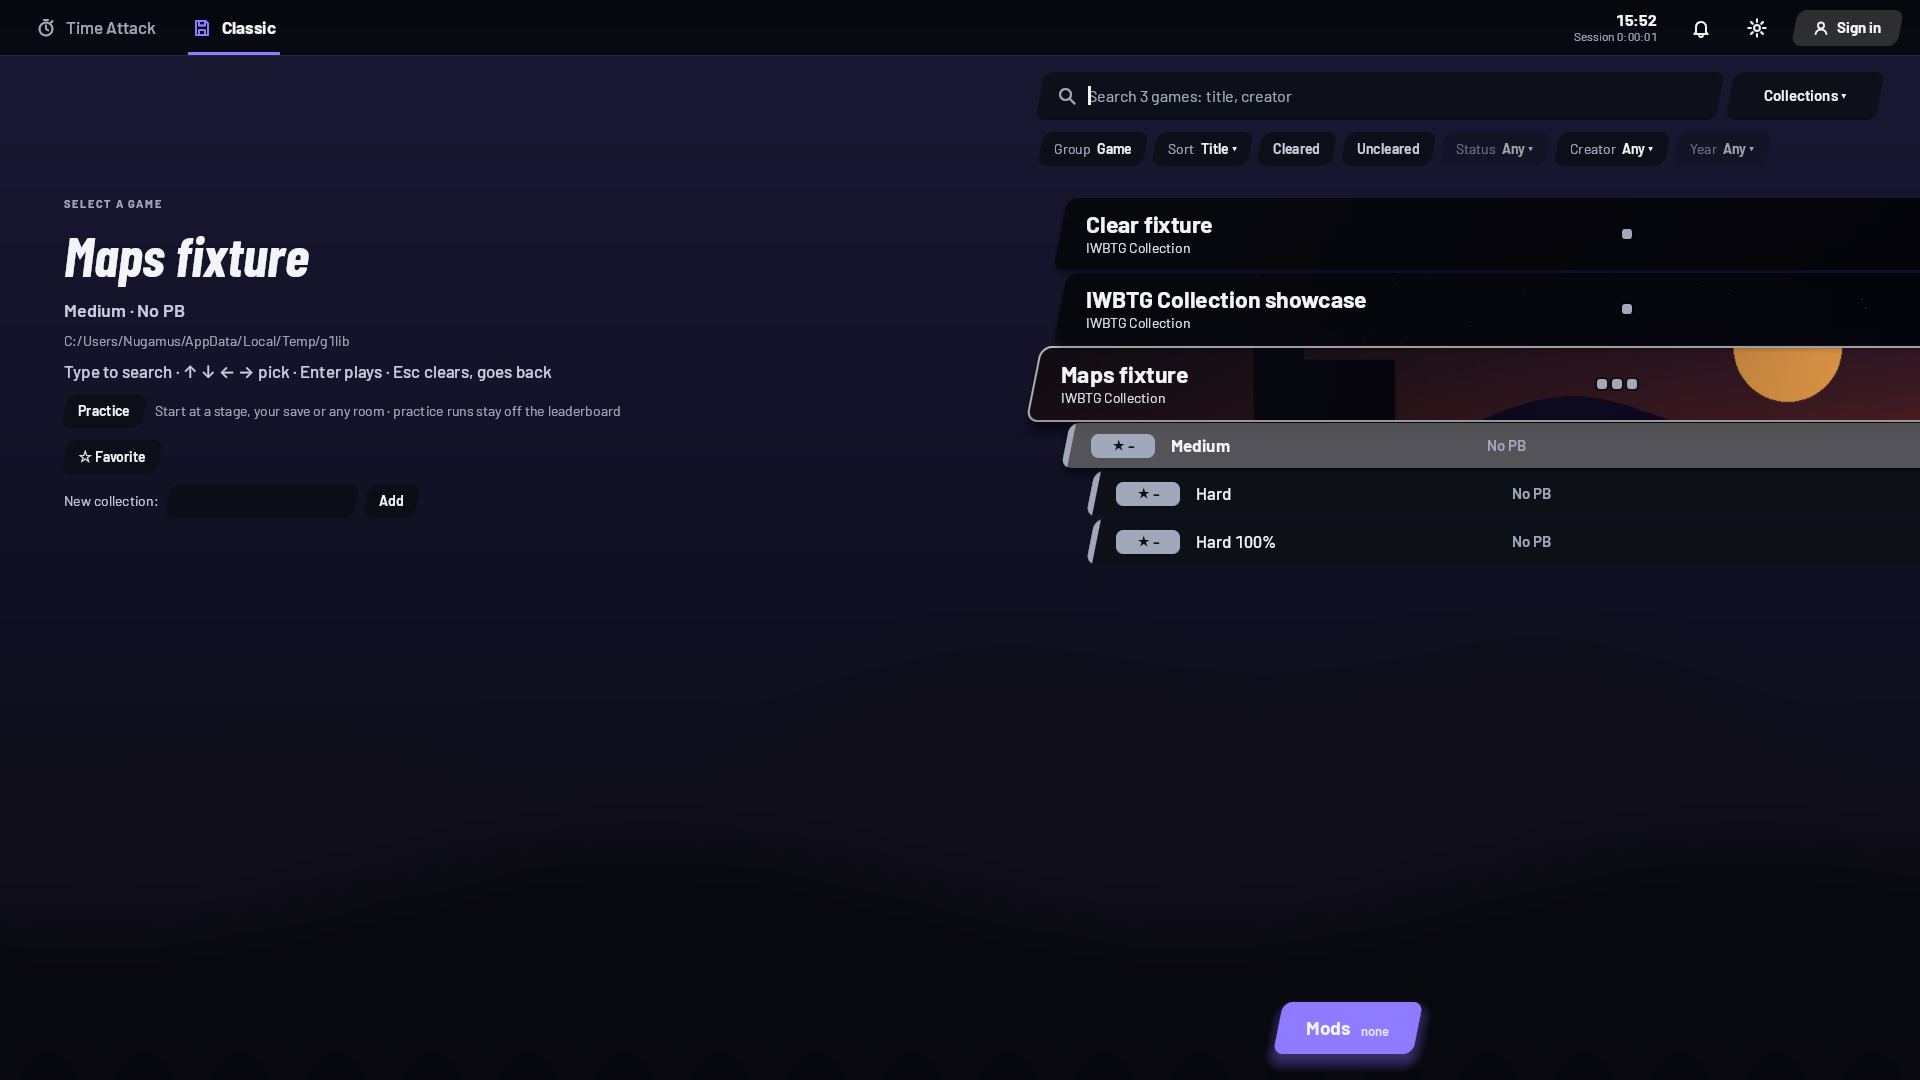 Time Attack
Classic
15:52
Session 0:00:01
Sign in
Search 3 games: title, creator
Collections ▾
Group Game
Sort Title ▾
Cleared
Uncleared
Status Any ▾
Creator Any ▾
Year Any ▾
SELECT A GAME
Maps fixture
Medium · No PB
C:/Users/Nugamus/AppData/Local/Temp/g1lib
Type to search · ↑ ↓ ← → pick · Enter plays · Esc clears, goes back
Practice
Start at a stage, your save or any room · practice runs stay off the leaderboard
☆ Favorite
New collection:
Add
Clear fixture
IWBTG Collection
IWBTG Collection showcase
IWBTG Collection
Maps fixture
IWBTG Collection
★ – Medium No PB
★ – Hard No PB
★ – Hard 100% No PB
Mods none